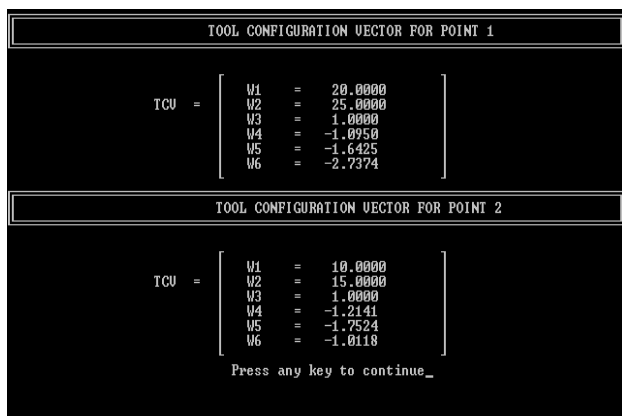 TOOL CONFIGURATION VECTOR FOR POINT 1
W1 = 20.0000
W2 = 25.0000
TCV = W3 = 1.0000
W4 = -1.0950
W5 = -1.6425
W6 = -2.7374
TOOL CONFIGURATION VECTOR FOR POINT 2
W1 = 10.0000
TCV = W2 = 15.0000
W3 = 1.0000
W4 = -1.2141
W5 = -1.7524
W6 = -1.0118
Press any key to continue_